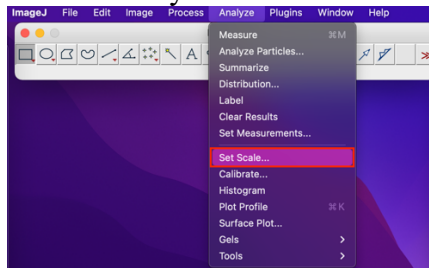 ImageJ File Edit Image Process Analyze Plugins Window Help
A
Measure ⌘M
Analyze Particles...
Summarize
Distribution...
Label
Clear Results
Set Measurements...
Set Scale...
Calibrate...
Histogram
Plot Profile ⌘K
Surface Plot...
Gels
Tools